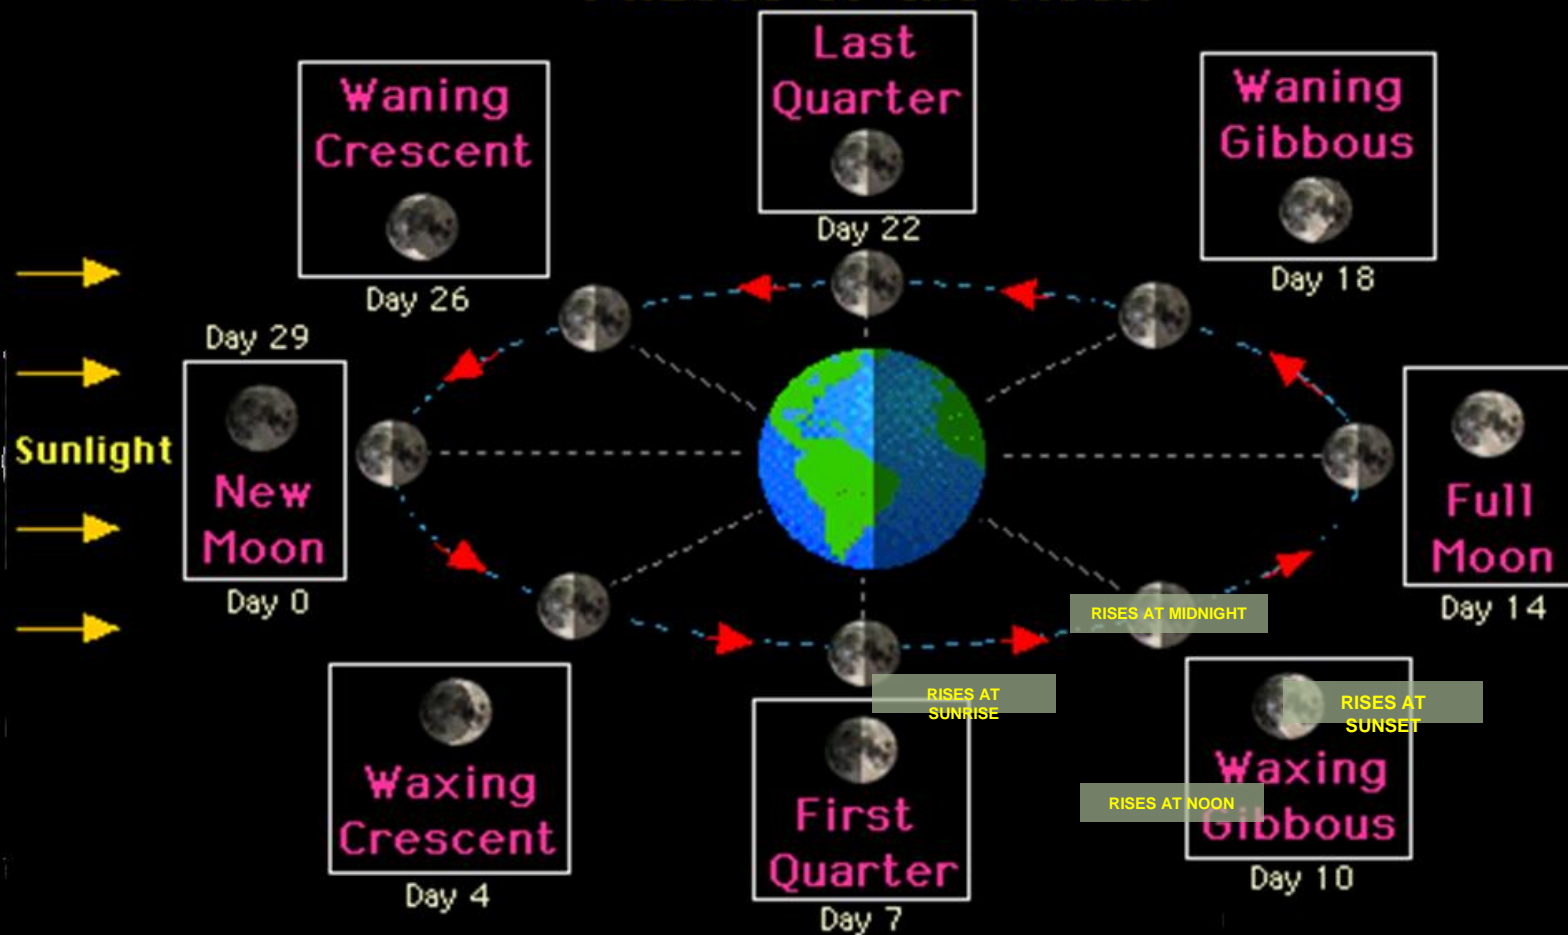 Last
Quarter
Day 22
Waning
Crescent
Day 26
Waning
Gibbous
Day 18
Day 29
New
Moon
Day 0
Sunlight
Full
Moon
Day 14
RISES AT MIDNIGHT
RISES AT
SUNRISE
RISES AT
SUNSET
RISES AT NOON
Waxing
Crescent
Day 4
First
Quarter
Day 7
Waxing
Gibbous
Day 10